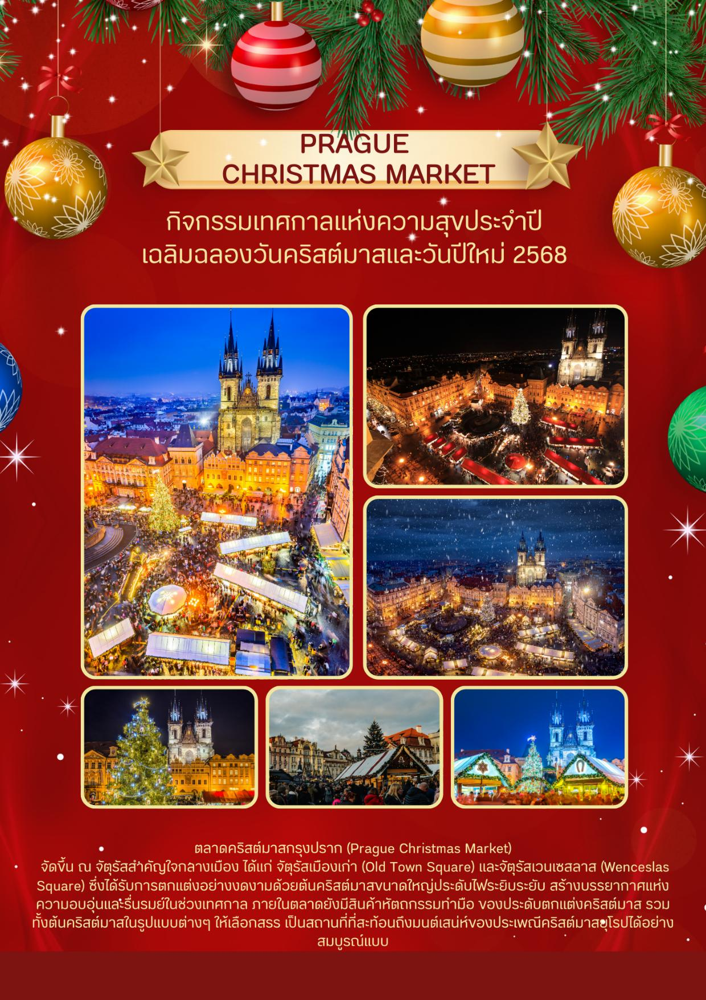 PRAGUE
CHRISTMAS MARKET
กิจกรรมเทศกาลแห่งความสุขประจำปี
เฉลิมฉลองวันคริสต์มาสและวันปีใหม่ 2568
ตลาดคริสต์มาสกรุงปราก (Prague Christmas Market)
จัดขึ้น ณ จัตุรัสสำคัญใจกลางเมือง ได้แก่ จัตุรัสเมืองเก่า (Old Town Square) และจัตุรัสเวนเซสลาส (Wenceslas
Square) ซึ่งได้รับการตกแต่งอย่างงดงามด้วยต้นคริสต์มาสขนาดใหญ่ประดับไฟระยิบระยับ สร้างบรรยากาศแห่ง
ความอบอุ่นและรื่นรมย์ในช่วงเทศกาล ภายในตลาดยังมีสินค้าหัตถกรรมทำมือ ของประดับตกแต่งคริสต์มาส รวม
ทั้งต้นคริสต์มาสในรูปแบบต่างๆ ให้เลือกสรร เป็นสถานที่ที่สะท้อนถึงมนต์เสน่ห์ของประเพณีคริสต์มาสยุโรปได้อย่าง
สมบูรณ์แบบ